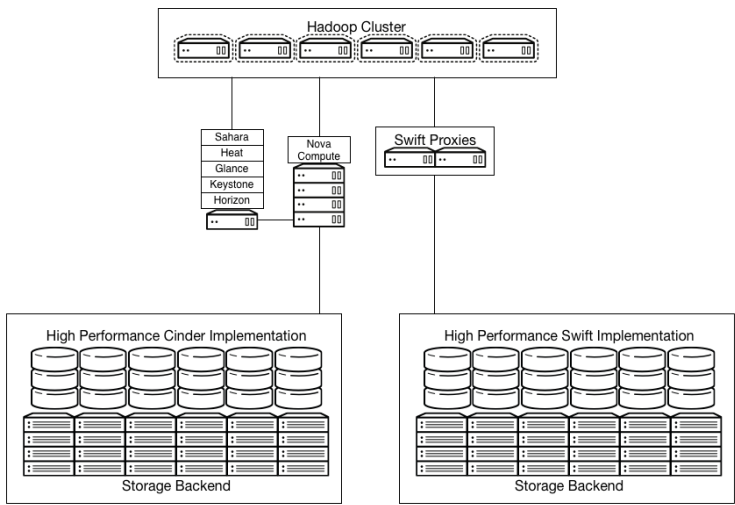 Hadoop Cluster
Sahara
Heat
Glance
Keystone
Horizon
Nova
Compute
Swift Proxies
High Performance Cinder Implementation
Storage Backend
High Performance Swift Implementation
Storage Backend